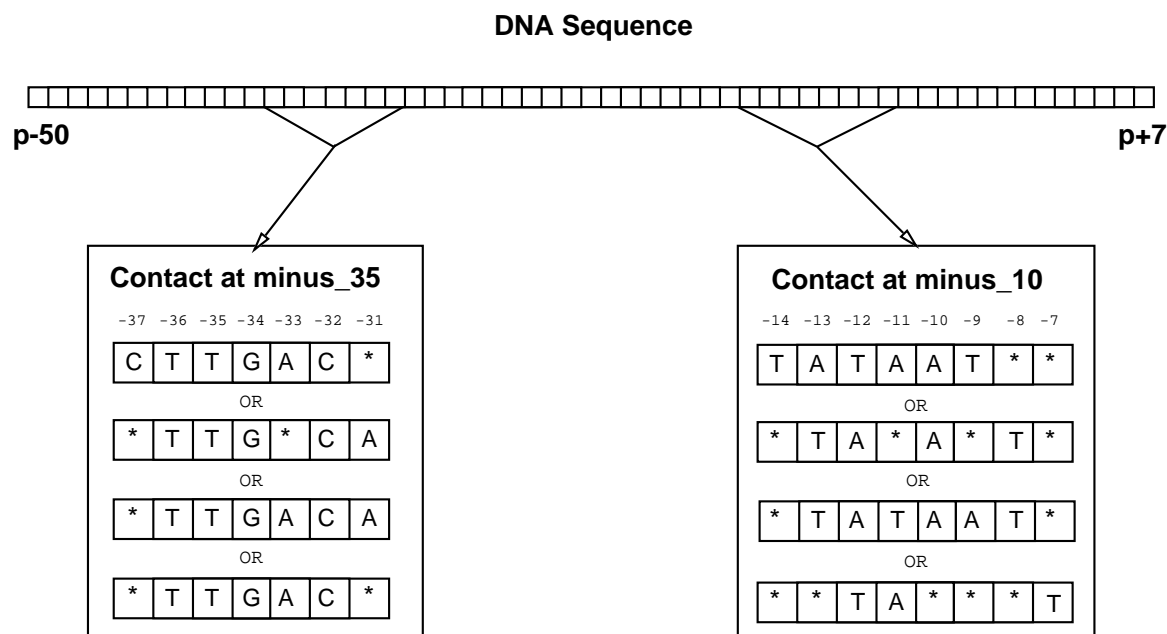 DNA Sequence
p-50
p+7
Contact at minus_35
-37 -36 -35 -34 -33 -32 -31
C T T G A C *
OR
* T T G * C A
OR
* T T G A C A
OR
* T T G A C *
Contact at minus_10
-14 -13 -12 -11 -10 -9 -8 -7
T A T A A T * *
OR
* T A * A * T *
OR
* T A T A A T *
OR
* * T A * * * T